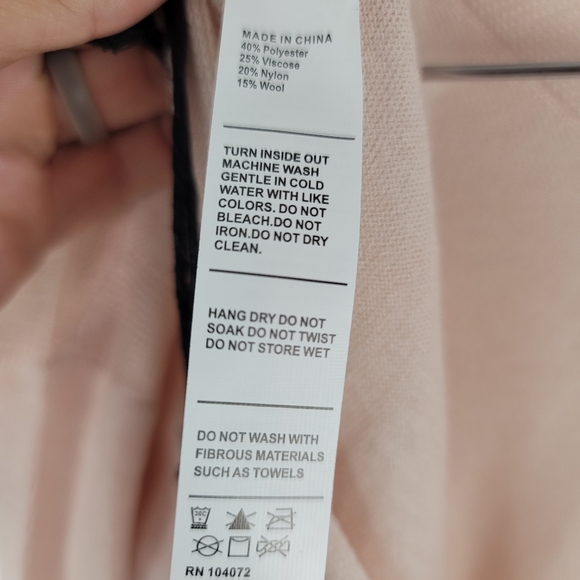 MADE IN CHINA
40% Polyester
25% Viscose
20% Nylon
15% Wool
TURN INSIDE OUT
MACHINE WASH
GENTLE IN COLD
WATER WITH LIKE
COLORS. DO NOT
BLEACH.DO NOT
IRON.DO NOT DRY
CLEAN.
HANG DRY DO NOT
SOAK DO NOT TWIST
DO NOT STORE WET
DO NOT WASH WITH
FIBROUS MATERIALS
SUCH AS TOWELS
30C
RN 104072